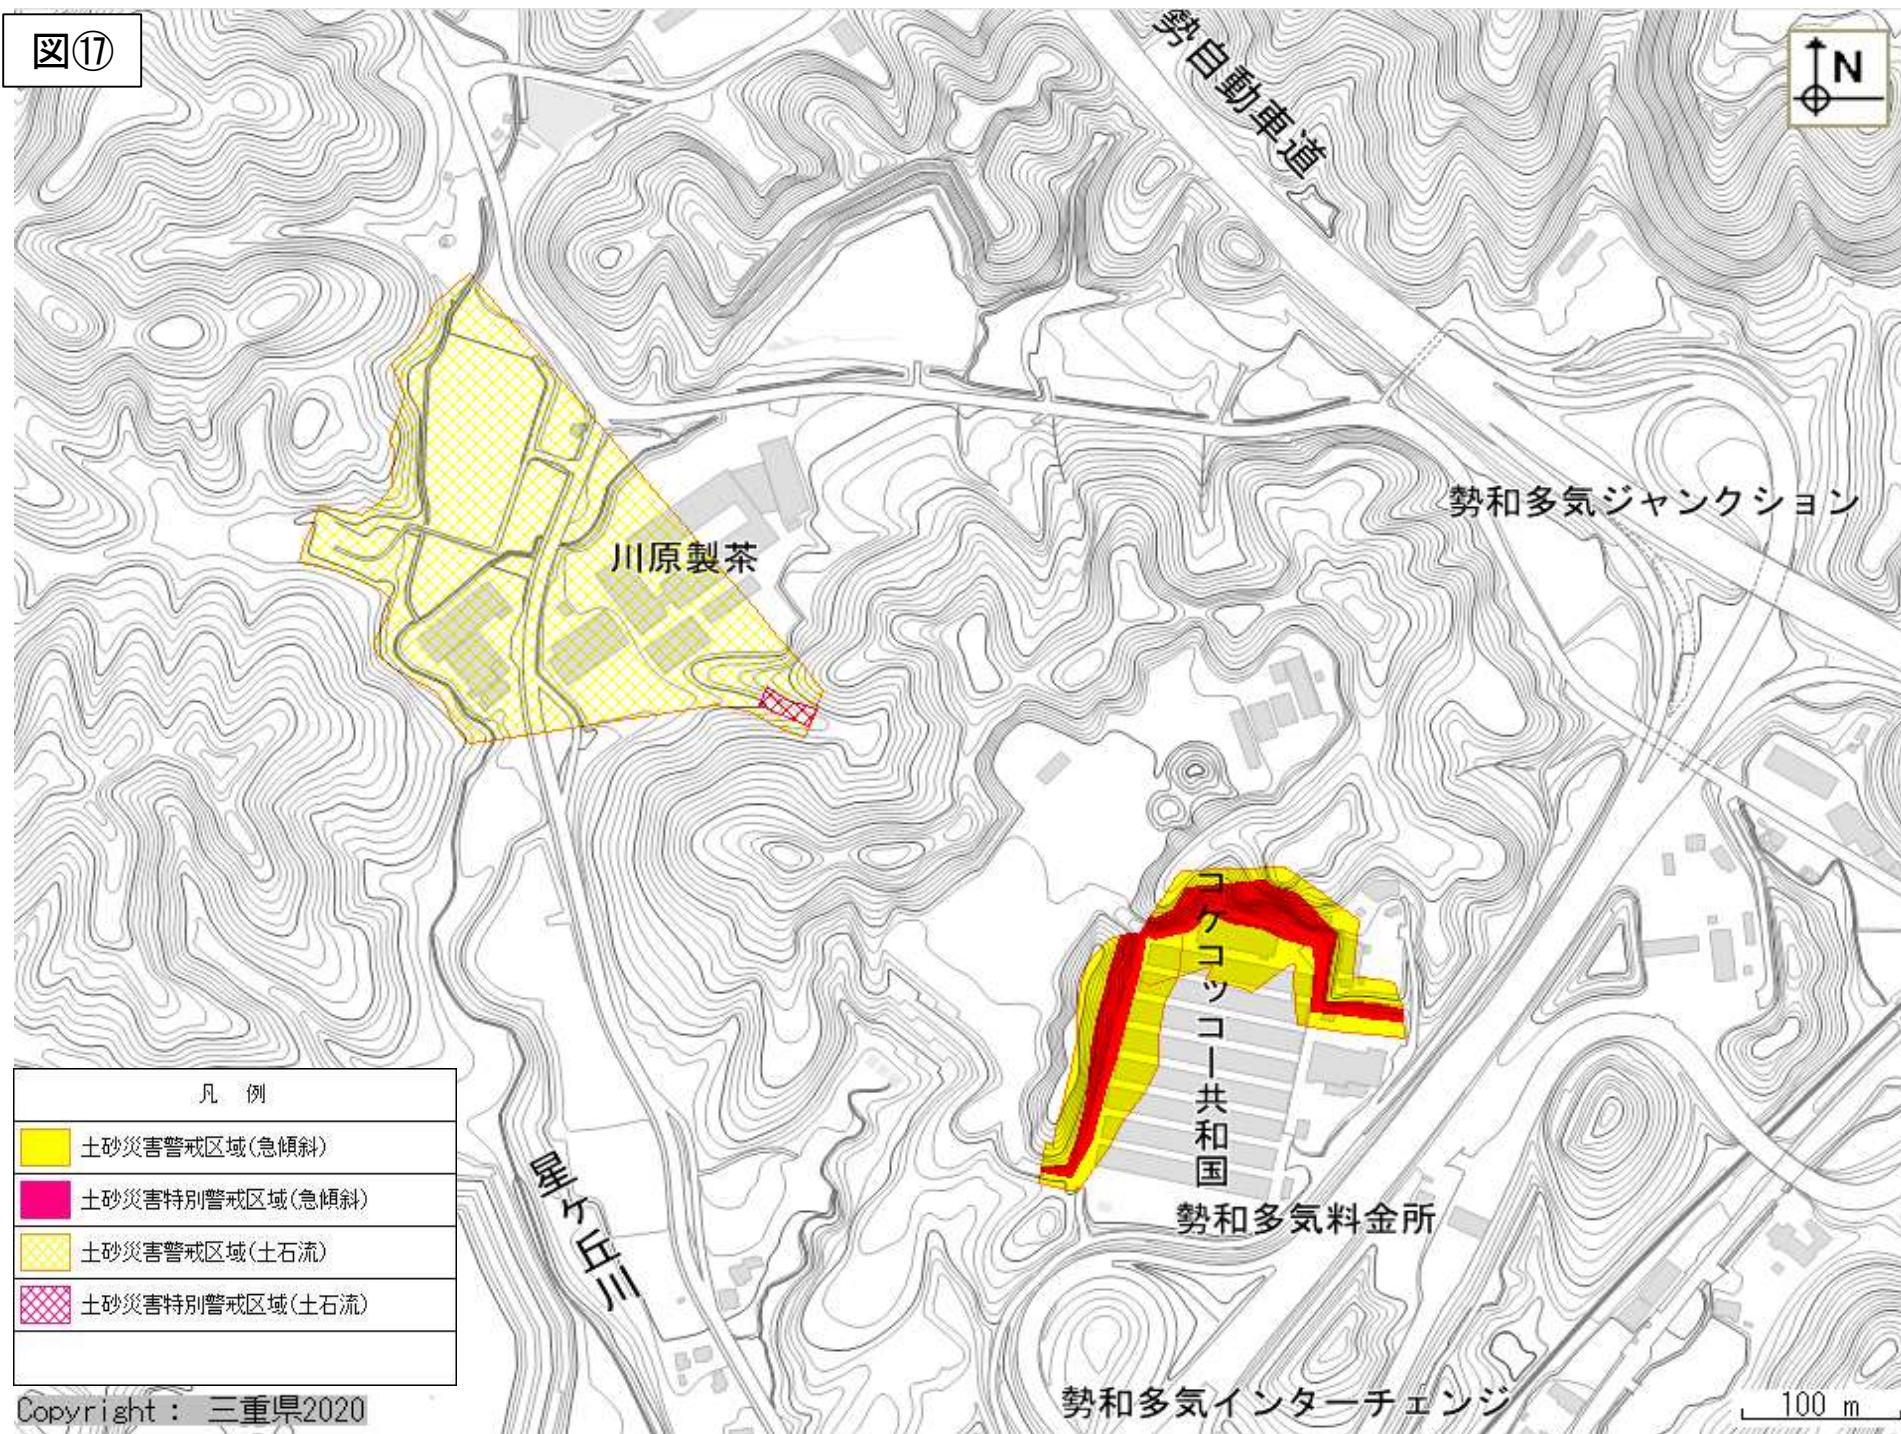 図⑰
勢自動車道
N
勢和多気ジャンクション
川原製茶
コケコッコー共和国
勢和多気料金所
星ヶ丘川
勢和多気インターチェンジ
凡 例
土砂災害警戒区域(急傾斜)
土砂災害特別警戒区域(急傾斜)
土砂災害警戒区域(土石流)
土砂災害特別警戒区域(土石流)
Copyright : 三重県2020
100 m